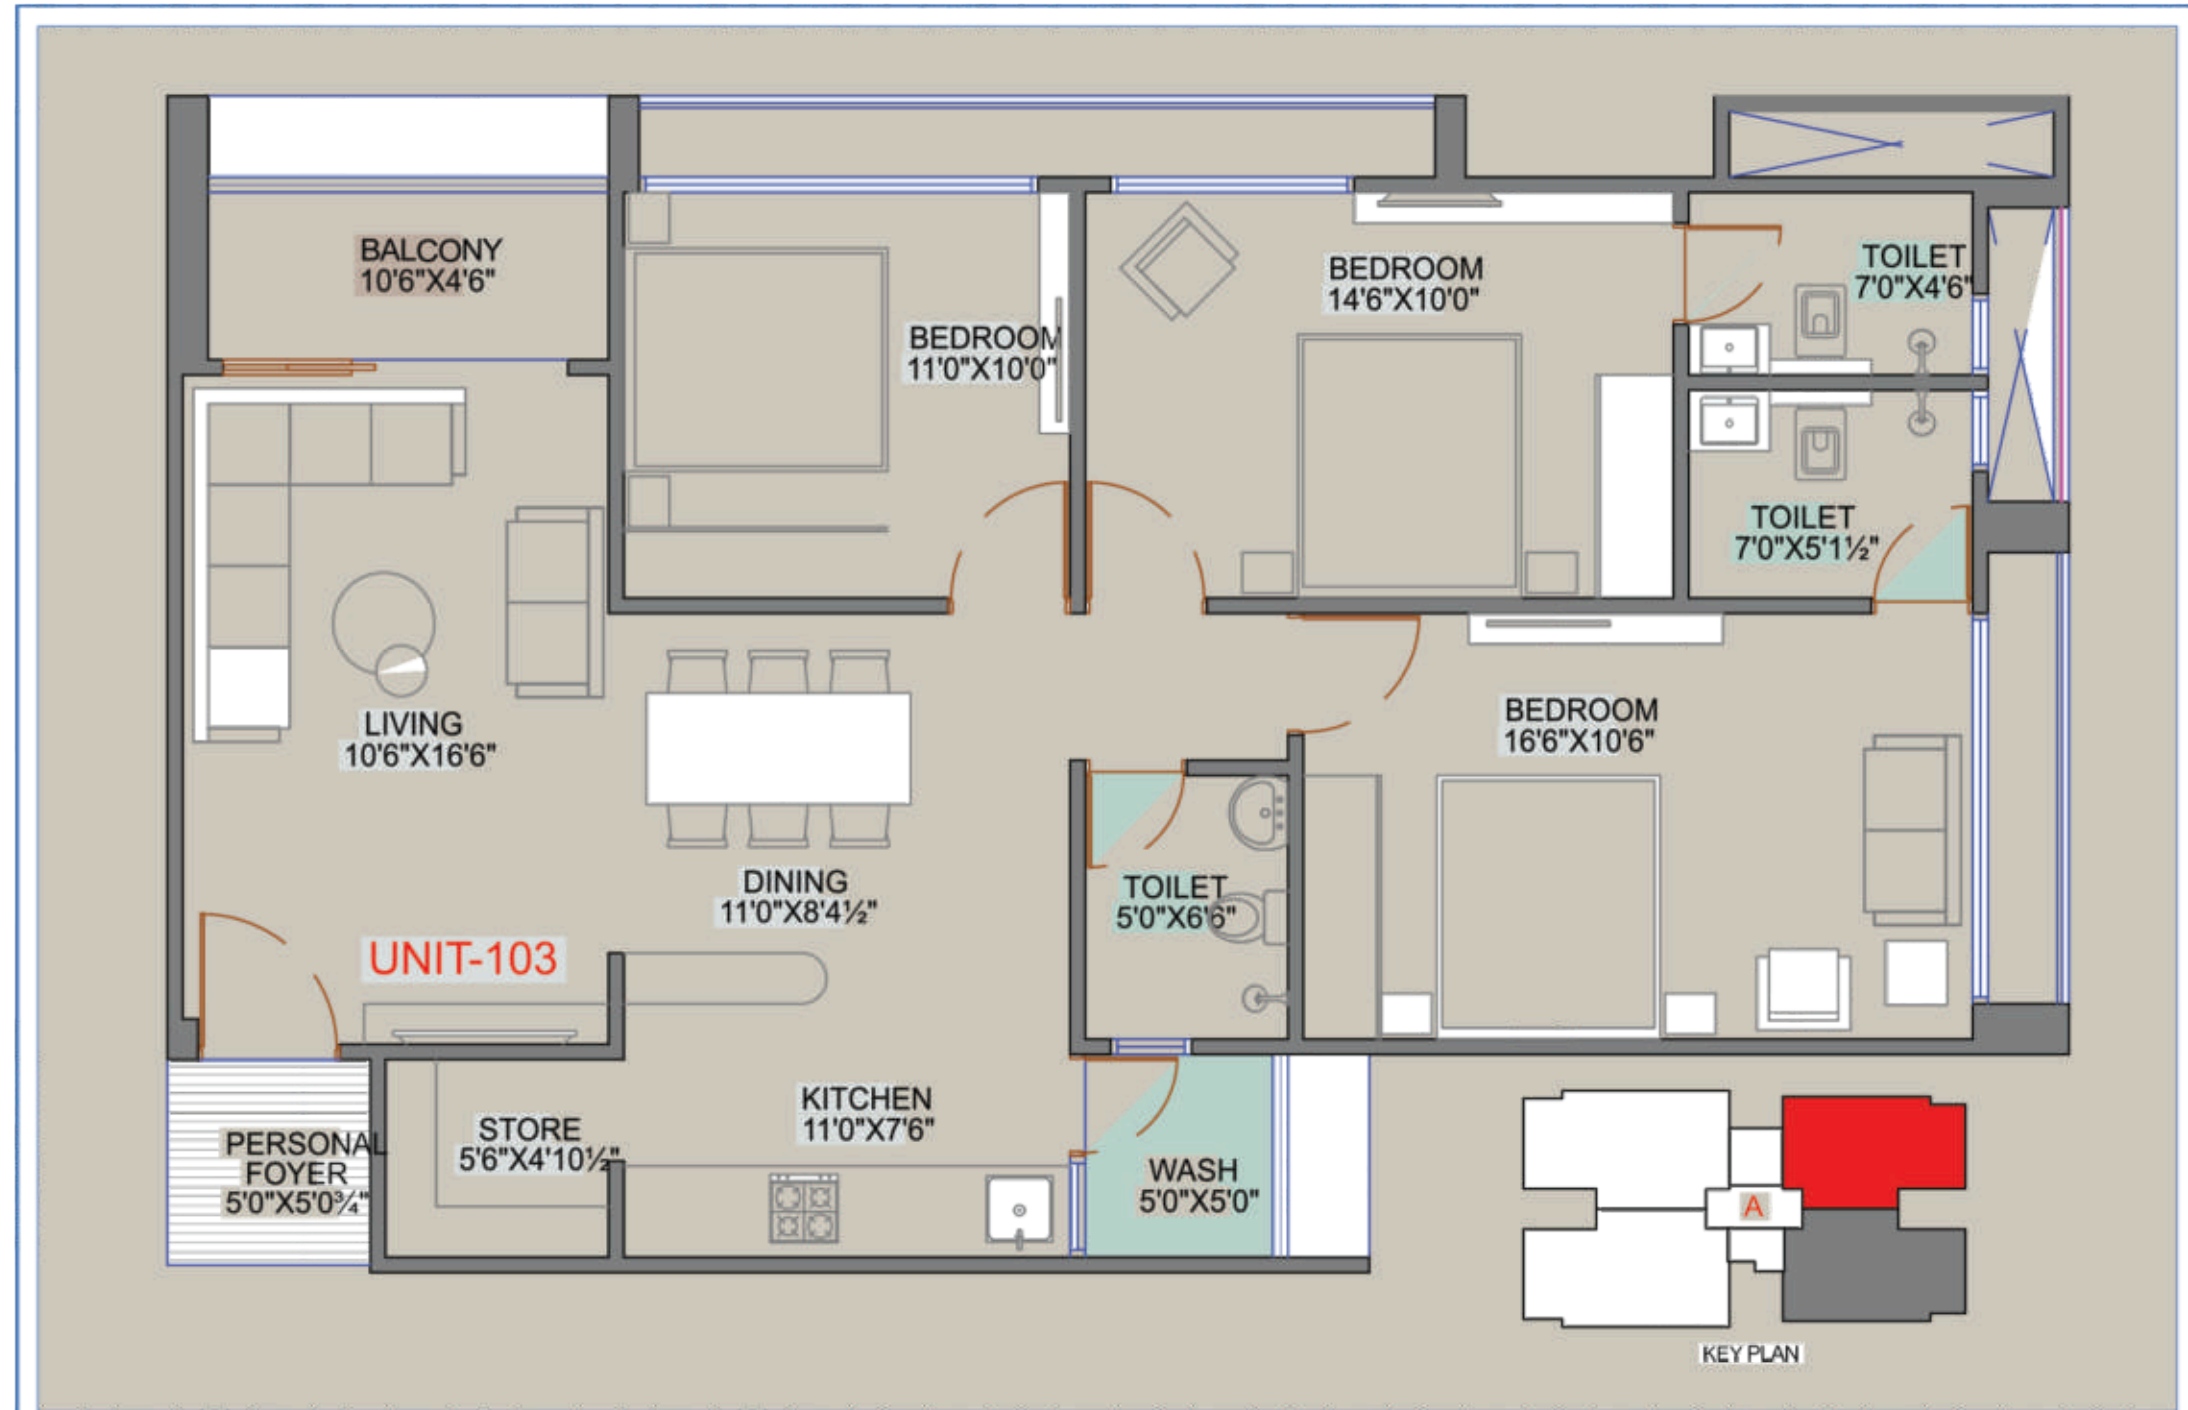 BALCONY
10'6"X4'6"
BEDROOM
11'0"X10'0"
BEDROOM
14'6"X10'0"
TOILET
7'0"X4'6"
TOILET
7'0"X5'1½"
LIVING
10'6"X16'6"
BEDROOM
16'6"X10'6"
DINING
11'0"X8'4½"
TOILET
5'0"X6'6"
UNIT-103
KITCHEN
11'0"X7'6"
STORE
5'6"X4'10½"
PERSONAL
FOYER
5'0"X5'0¾"
WASH
5'0"X5'0"
A
KEY PLAN